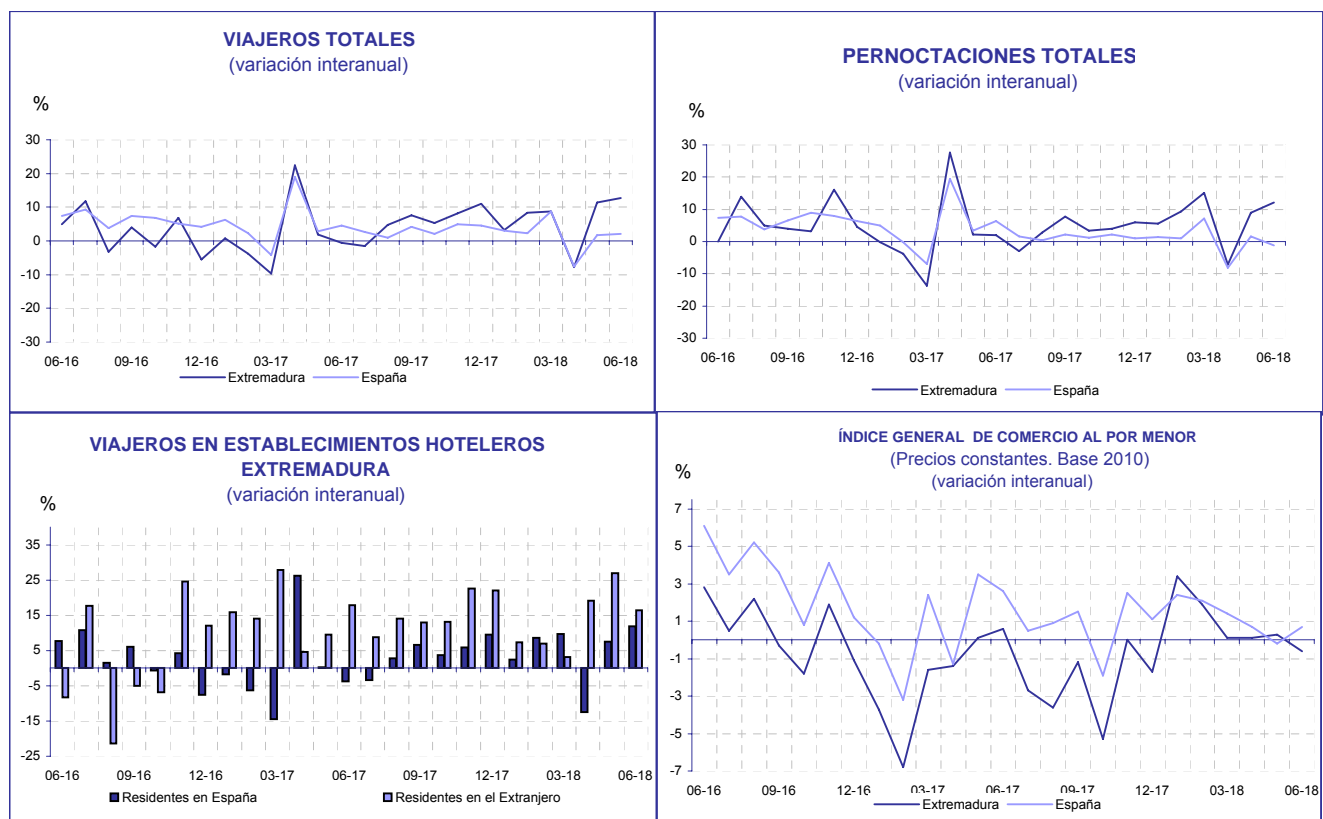 VIAJEROS TOTALES
(variación interanual)
%
30
20
10
0
-10
-20
-30
06-16 09-16 12-16 03-17 06-17 09-17 12-17 03-18 06-18
Extremadura España
PERNOCTACIONES TOTALES
(variación interanual)
%
30
20
10
0
-10
-20
-30
06-16 09-16 12-16 03-17 06-17 09-17 12-17 03-18 06-18
Extremadura España
VIAJEROS EN ESTABLECIMIENTOS HOTELEROS
EXTREMADURA
(variación interanual)
%
35
25
15
5
-5
-15
-25
06-16 09-16 12-16 03-17 06-17 09-17 12-17 03-18 06-18
Residentes en España Residentes en el Extranjero
ÍNDICE GENERAL DE COMERCIO AL POR MENOR
(Precios constantes. Base 2010)
(variación interanual)
%
7
5
3
1
-1
-3
-5
-7
06-16 09-16 12-16 03-17 06-17 09-17 12-17 03-18 06-18
Extremadura España